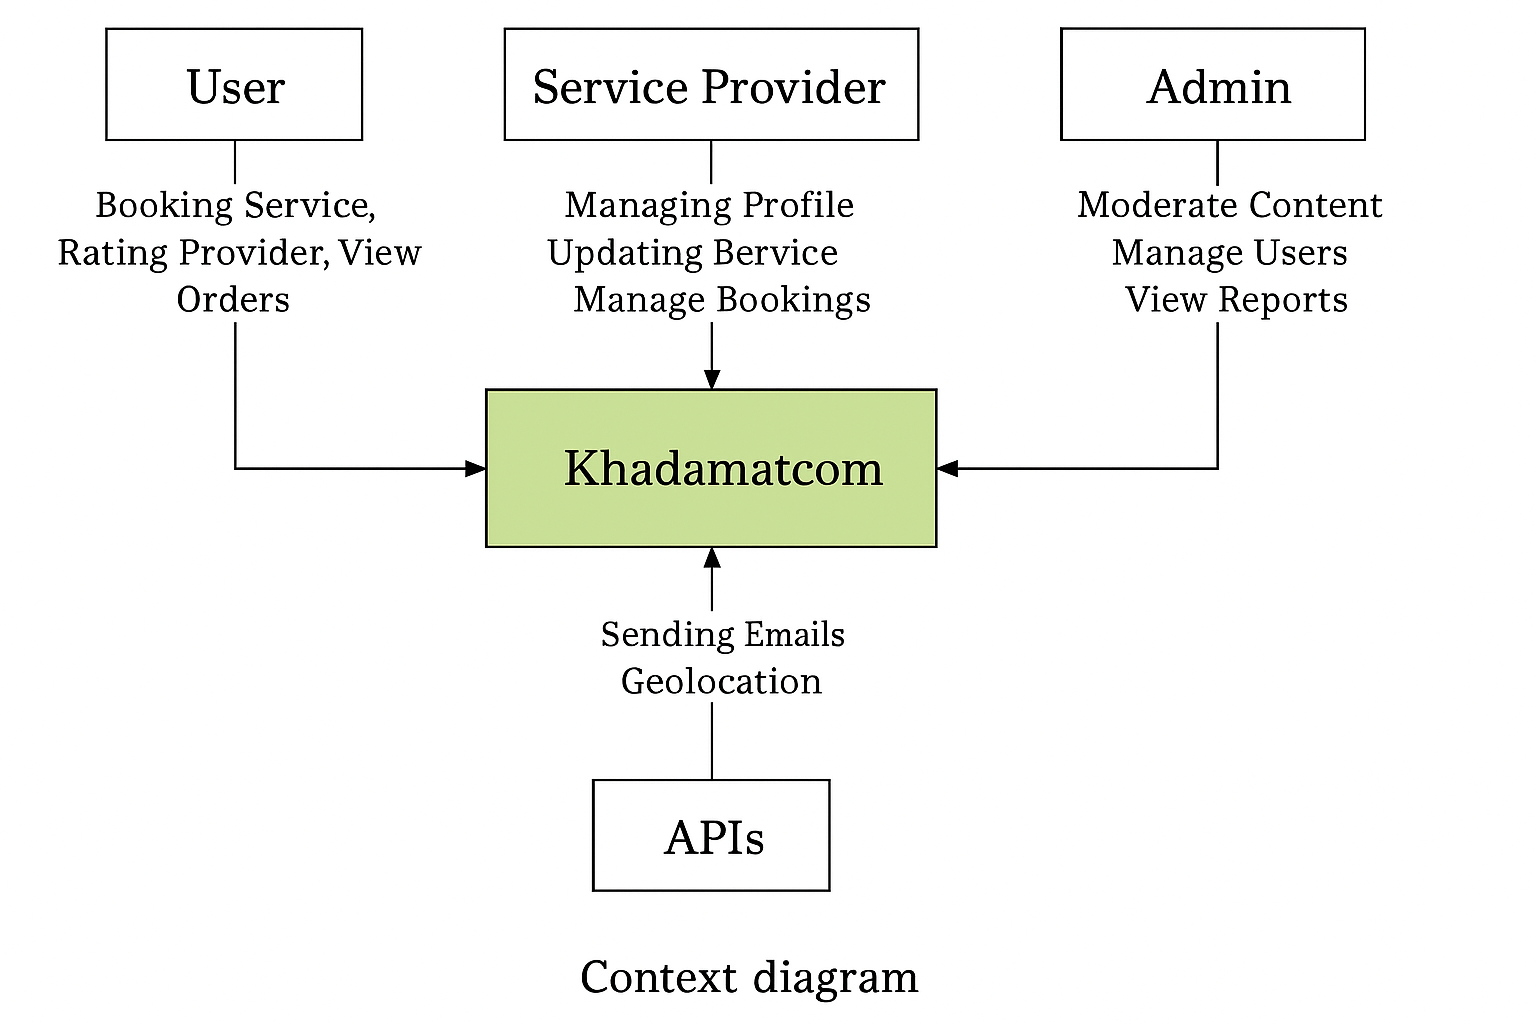 User
Service Provider
Admin
Booking Service,
Rating Provider, View
Orders
Managing Profile
Updating Bervice
Manage Bookings
Moderate Content
Manage Users
View Reports
Khadamatcom
Sending Emails
Geolocation
APIs
Context diagram